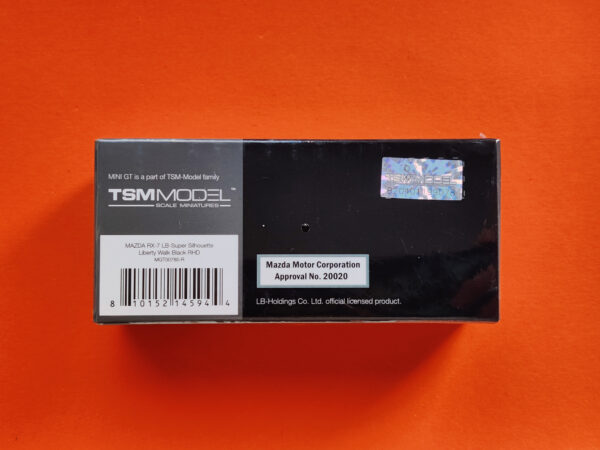 MINI GT is a part of TSM-Model family
TSMMODEL™
SCALE MINIATURES
MAZDA RX-7 LB-Super Silhouette
Liberty Walk Black RHD
MGT00785-R
8 10152 14594 4
TSMMODEL
Mazda Motor Corporation
Approval No. 20020
LB-Holdings Co. Ltd. official licensed product.